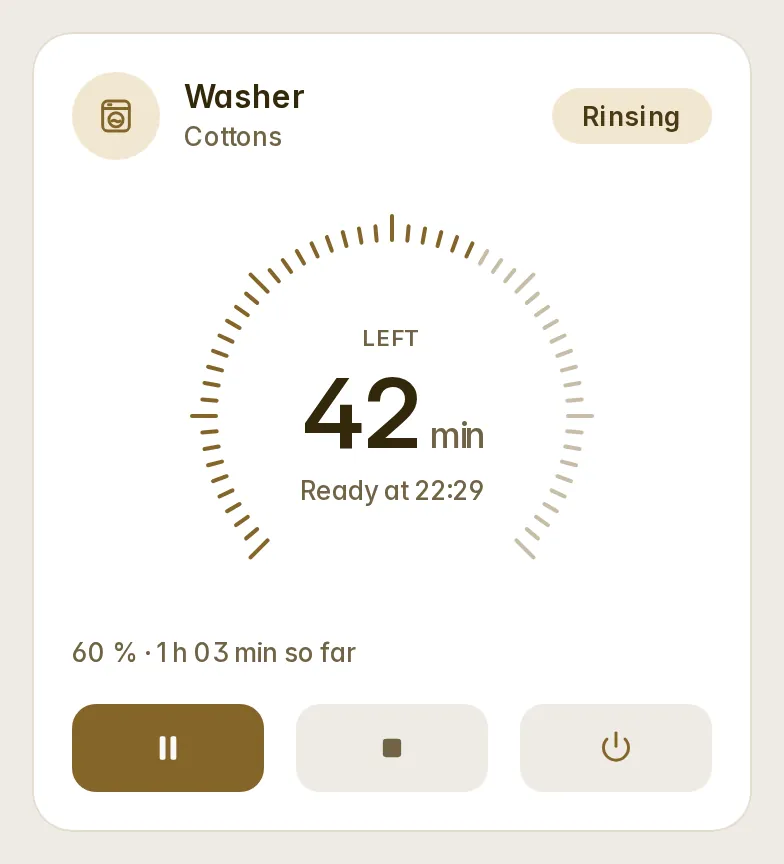 Washer
Cottons
Rinsing
LEFT
42 min
Ready at 22:29
60 % · 1 h 03 min so far